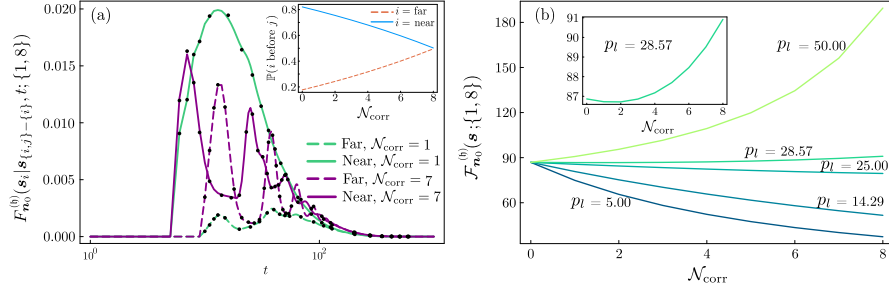 (a)
F_{n_0}^{(h)}(s_i|s_{{i,j}−{i}}, t; {1, 8})
0.020
0.015
0.010
0.005
0.000
10^0
10^2
t
ℙ(i before j)
0.8
0.6
0.4
0.2
0
4
8
𝒩_corr
i = far
i = near
Far, 𝒩_corr = 1
Near, 𝒩_corr = 1
Far, 𝒩_corr = 7
Near, 𝒩_corr = 7
(b)
ℱ_{n_0}^{(h)}(s; {1, 8})
180
150
120
90
60
0
2
4
6
8
𝒩_corr
91
90
89
88
87
0
2
4
6
8
𝒩_corr
p_l = 28.57
p_l = 50.00
p_l = 28.57
p_l = 25.00
p_l = 14.29
p_l = 5.00